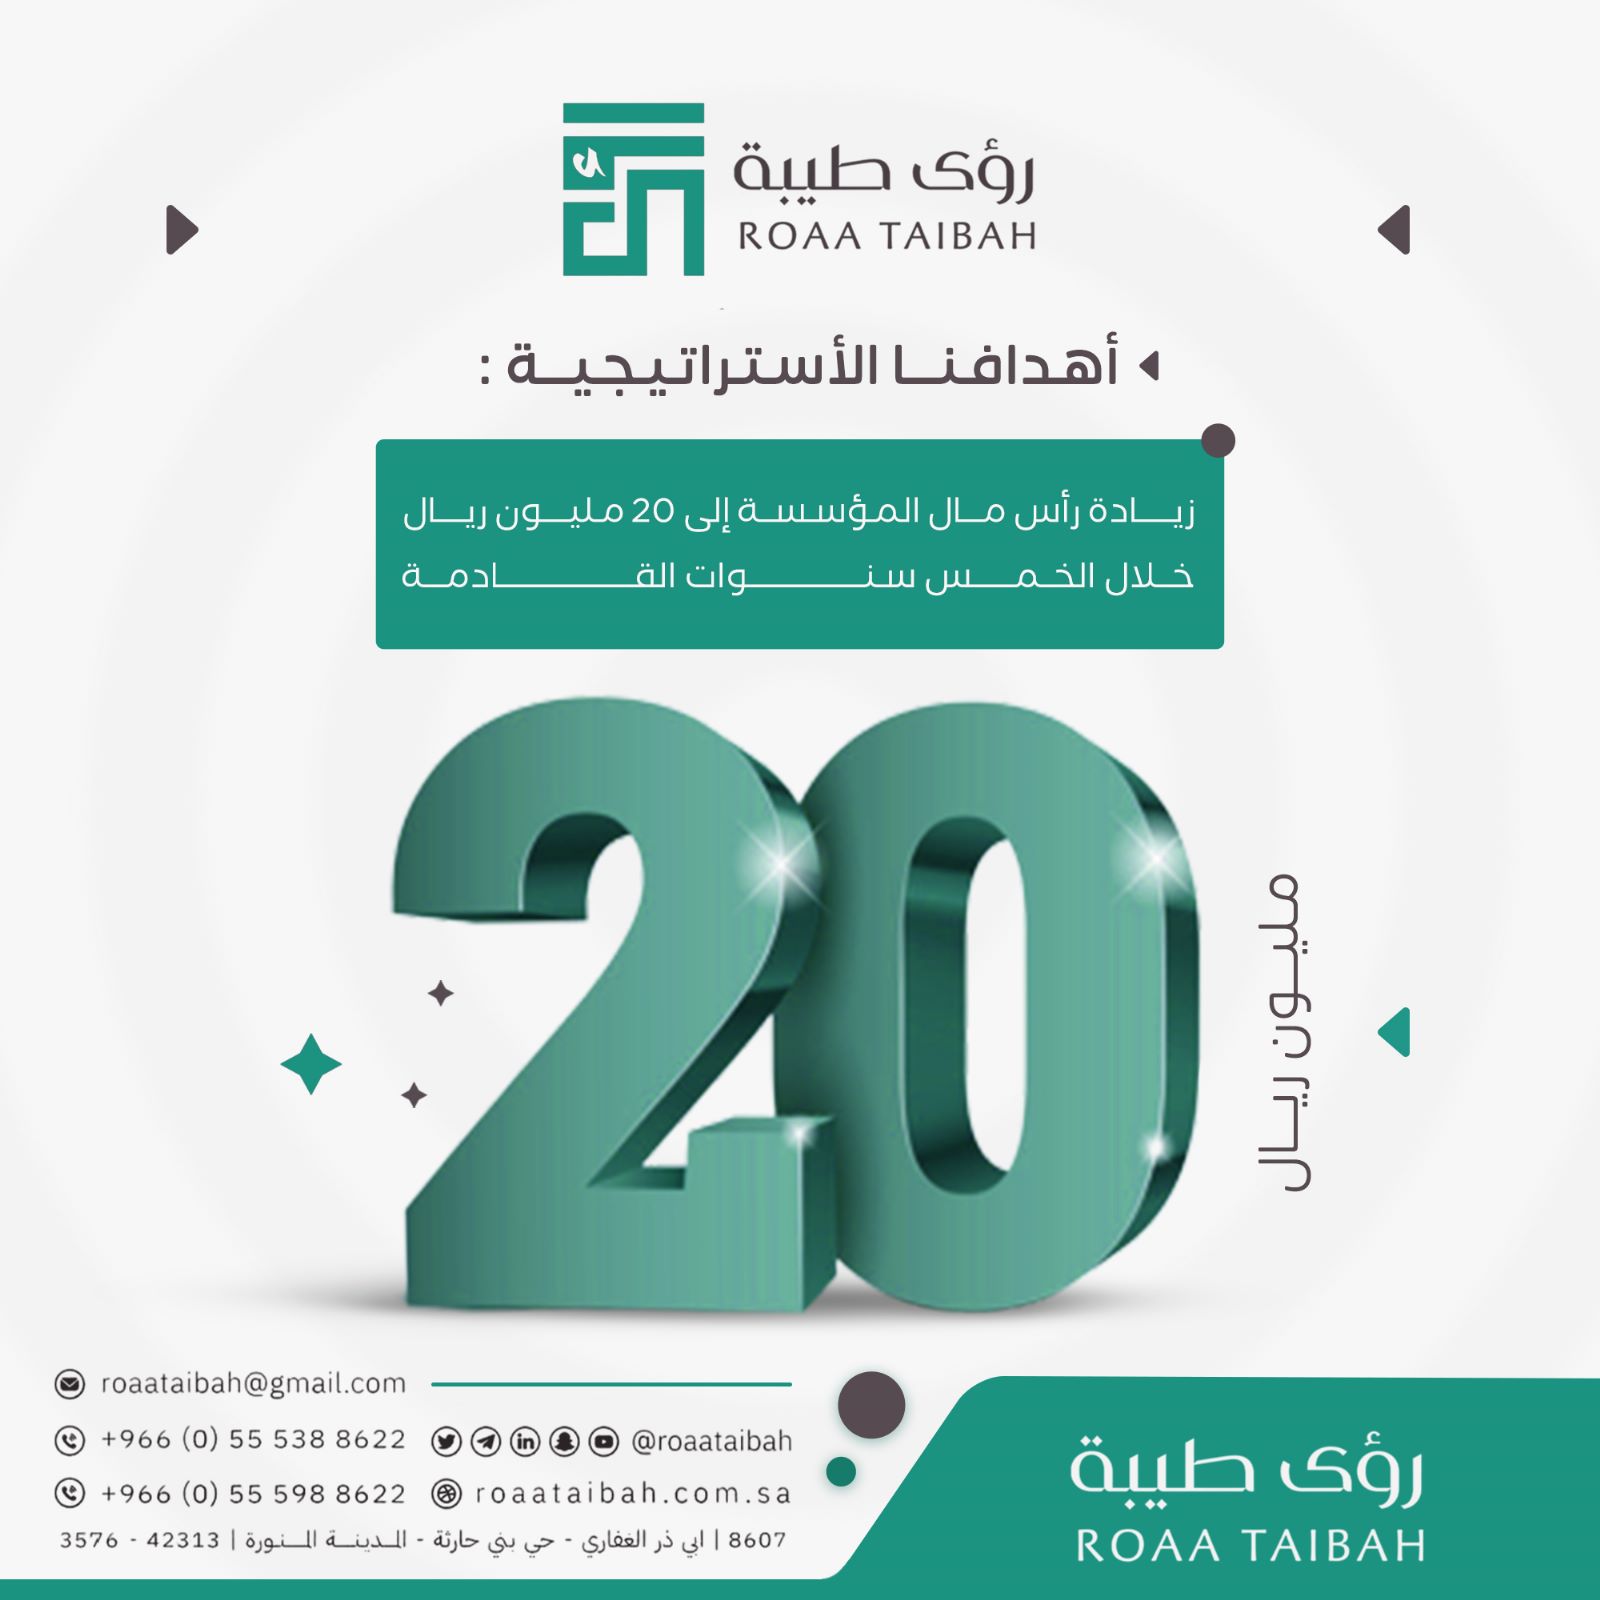 رؤى طيبة
ROAA TAIBAH
أهدافنا الأستراتيجية :
زيادة رأس مال المؤسسة إلى 20 مليون ريال
خلال الخمس سنوات القادمة
20
مليون ريال
roaataibah@gmail.com
+966 (0) 55 538 8622
@roaataibah
+966 (0) 55 598 8622
roaataibah.com.sa
8607 | ابي ذر الغفاري - حي بني حارثة - المدينة المنورة | 42313 - 3576
رؤى طيبة
ROAA TAIBAH